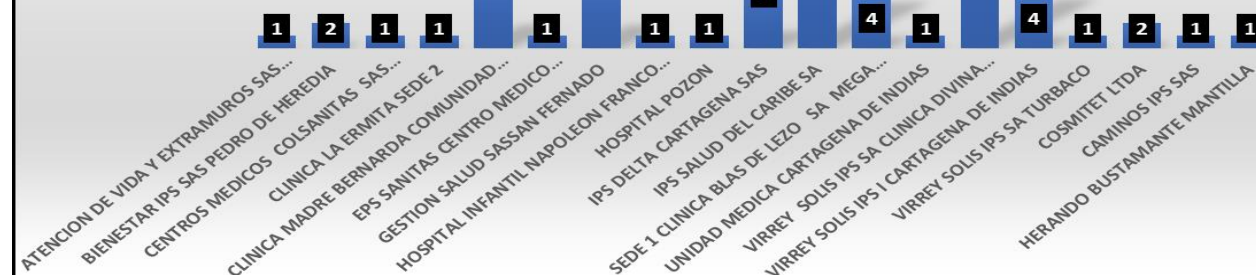 1 2 1 1 1 1 1 4 1 4 1 2 1 1
ATENCION DE VIDA Y EXTRAMUROS SAS...
BIENESTAR IPS SAS PEDRO DE HEREDIA
CENTROS MEDICOS COLSANITAS SAS...
CLINICA LA ERMITA SEDE 2
CLINICA MADRE BERNARDA COMUNIDAD...
EPS SANITAS CENTRO MEDICO...
GESTION SALUD SASSAN FERNADO
HOSPITAL INFANTIL NAPOLEON FRANCO...
HOSPITAL POZON
IPS DELTA CARTAGENA SAS
IPS SALUD DEL CARIBE SA
SEDE 1 CLINICA BLAS DE LEZO SA MEGA...
UNIDAD MEDICA CARTAGENA DE INDIAS
VIRREY SOLIS IPS SA CLINICA DIVINA...
VIRREY SOLIS IPS I CARTAGENA DE INDIAS
VIRREY SOLIS IPS SA TURBACO
COSMITET LTDA
CAMINOS IPS SAS
HERANDO BUSTAMANTE MANTILLA